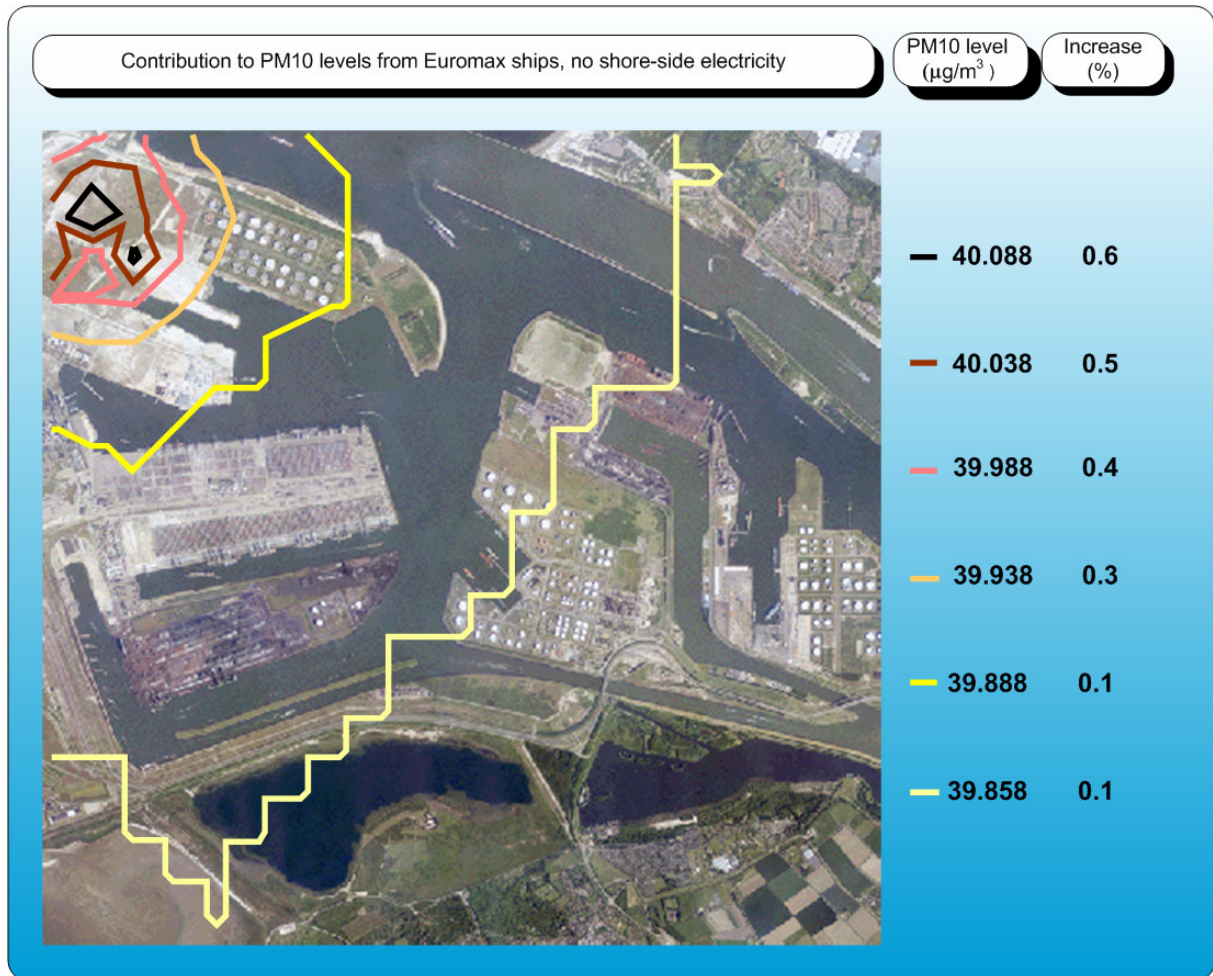 Contribution to PM10 levels from Euromax ships, no shore-side electricity
PM10 level
(μg/m³ )
Increase
(%)
40.088 0.6
40.038 0.5
39.988 0.4
39.938 0.3
39.888 0.1
39.858 0.1